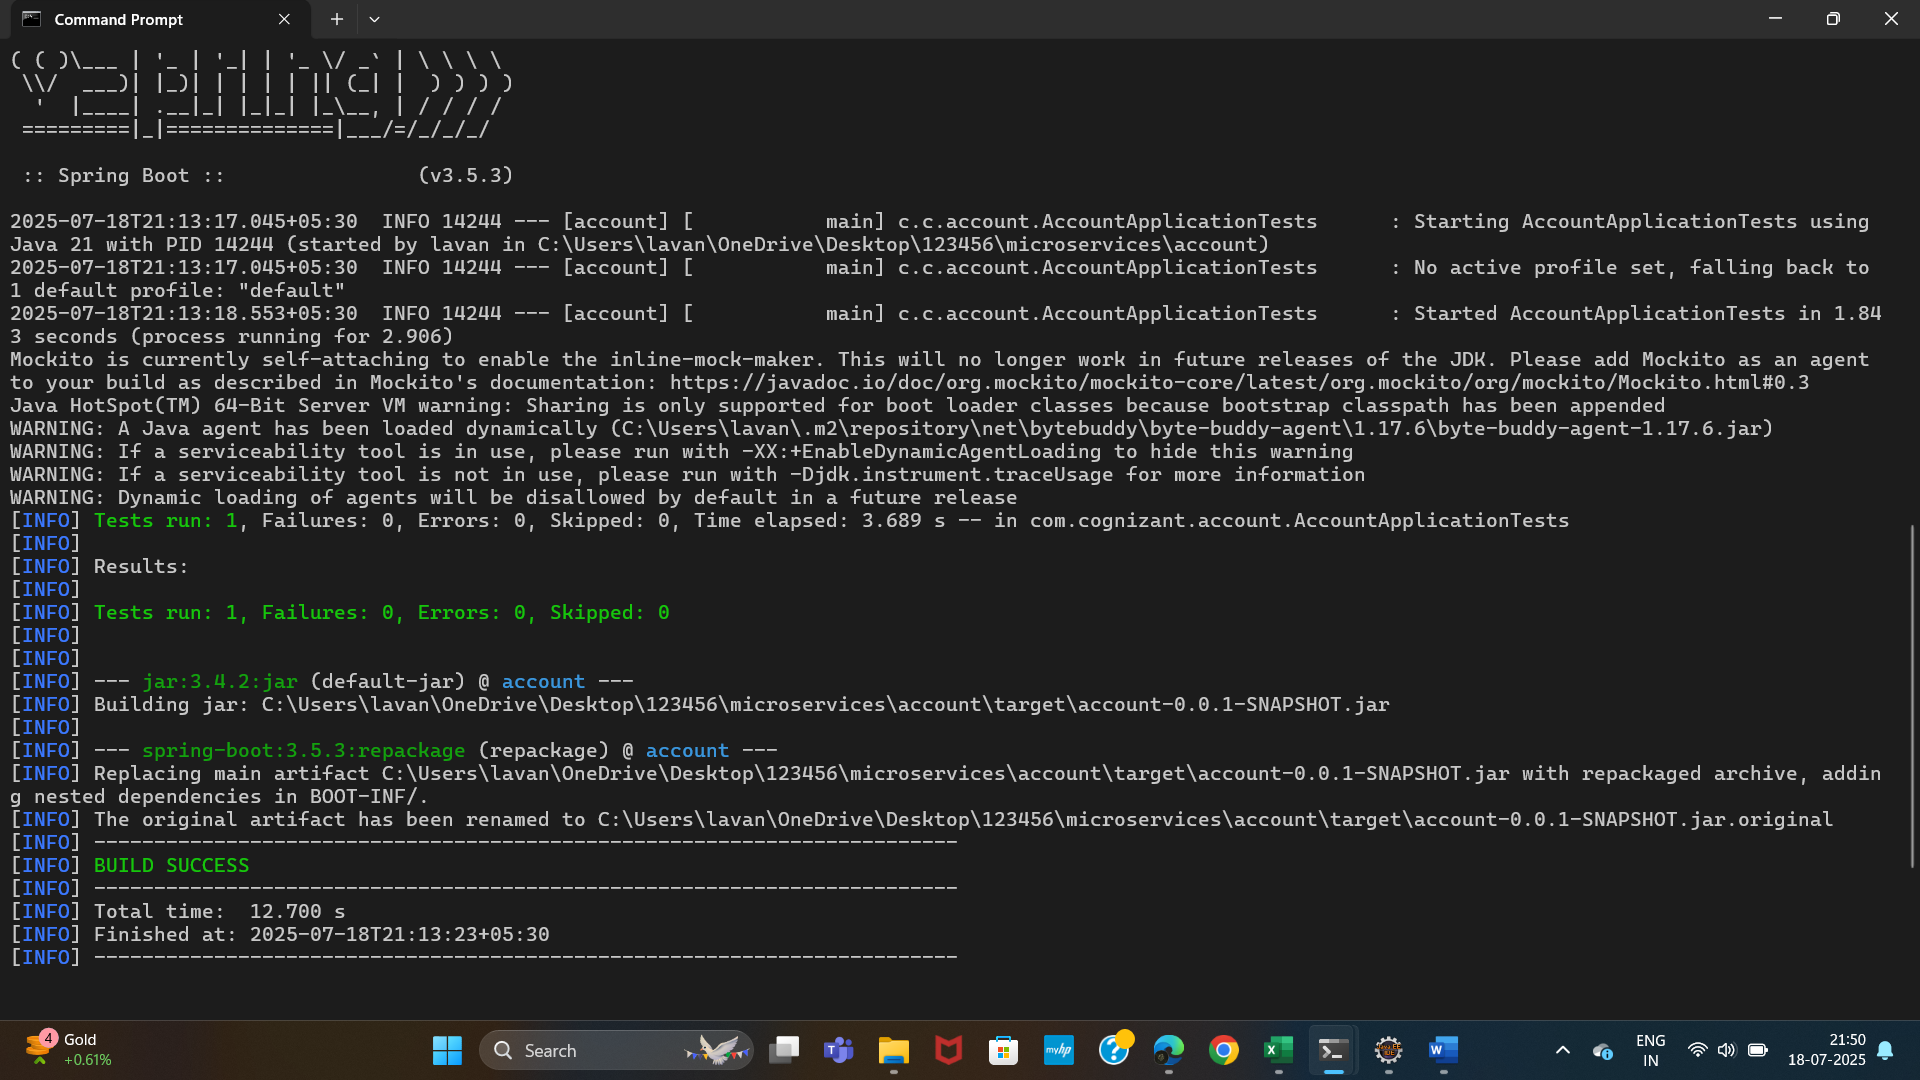 Command Prompt
( ( )\___ | '_ | '_| | '_ \/ _` | \ \ \ \
 \\/  ___)| |_)| | | | | || (_| |  ) ) ) )
  '  |____| .__|_| |_|_| |_\__, | / / / /
 =========|_|==============|___/=/_/_/_/
 :: Spring Boot ::                (v3.5.3)
2025-07-18T21:13:17.045+05:30  INFO 14244 --- [account] [           main] c.c.account.AccountApplicationTests      : Starting AccountApplicationTests using
Java 21 with PID 14244 (started by lavan in C:\Users\lavan\OneDrive\Desktop\123456\microservices\account)
2025-07-18T21:13:17.045+05:30  INFO 14244 --- [account] [           main] c.c.account.AccountApplicationTests      : No active profile set, falling back to
1 default profile: "default"
2025-07-18T21:13:18.553+05:30  INFO 14244 --- [account] [           main] c.c.account.AccountApplicationTests      : Started AccountApplicationTests in 1.84
3 seconds (process running for 2.906)
Mockito is currently self-attaching to enable the inline-mock-maker. This will no longer work in future releases of the JDK. Please add Mockito as an agent
to your build as described in Mockito's documentation: https://javadoc.io/doc/org.mockito/mockito-core/latest/org.mockito/org/mockito/Mockito.html#0.3
Java HotSpot(TM) 64-Bit Server VM warning: Sharing is only supported for boot loader classes because bootstrap classpath has been appended
WARNING: A Java agent has been loaded dynamically (C:\Users\lavan\.m2\repository\net\bytebuddy\byte-buddy-agent\1.17.6\byte-buddy-agent-1.17.6.jar)
WARNING: If a serviceability tool is in use, please run with -XX:+EnableDynamicAgentLoading to hide this warning
WARNING: If a serviceability tool is not in use, please run with -Djdk.instrument.traceUsage for more information
WARNING: Dynamic loading of agents will be disallowed by default in a future release
[INFO] Tests run: 1, Failures: 0, Errors: 0, Skipped: 0, Time elapsed: 3.689 s -- in com.cognizant.account.AccountApplicationTests
[INFO]
[INFO] Results:
[INFO]
[INFO] Tests run: 1, Failures: 0, Errors: 0, Skipped: 0
[INFO]
[INFO]
[INFO] --- jar:3.4.2:jar (default-jar) @ account ---
[INFO] Building jar: C:\Users\lavan\OneDrive\Desktop\123456\microservices\account\target\account-0.0.1-SNAPSHOT.jar
[INFO]
[INFO] --- spring-boot:3.5.3:repackage (repackage) @ account ---
[INFO] Replacing main artifact C:\Users\lavan\OneDrive\Desktop\123456\microservices\account\target\account-0.0.1-SNAPSHOT.jar with repackaged archive, addin
g nested dependencies in BOOT-INF/.
[INFO] The original artifact has been renamed to C:\Users\lavan\OneDrive\Desktop\123456\microservices\account\target\account-0.0.1-SNAPSHOT.jar.original
[INFO] ------------------------------------------------------------------------
[INFO] BUILD SUCCESS
[INFO] ------------------------------------------------------------------------
[INFO] Total time:  12.700 s
[INFO] Finished at: 2025-07-18T21:13:23+05:30
[INFO] ------------------------------------------------------------------------
4
Gold
+0.61%
Search
T
myhp
?
X
W
ENG
IN
21:50
18-07-2025